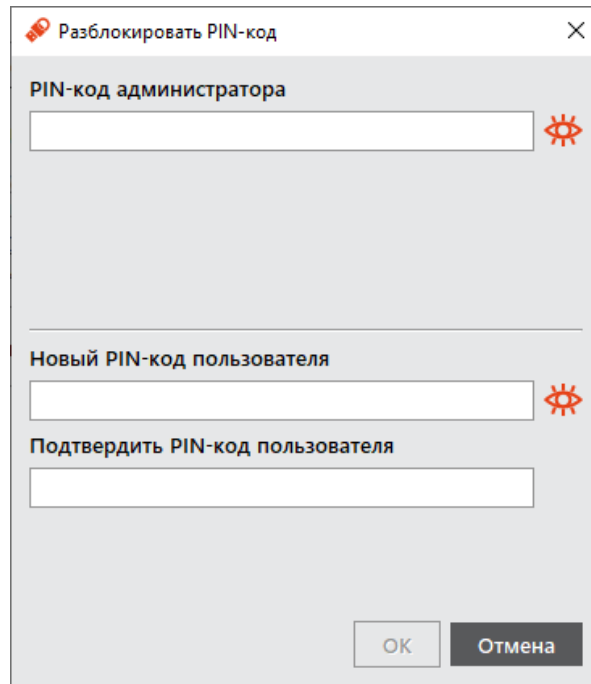 Разблокировать PIN-код
PIN-код администратора
Новый PIN-код пользователя
Подтвердить PIN-код пользователя
OK
Отмена